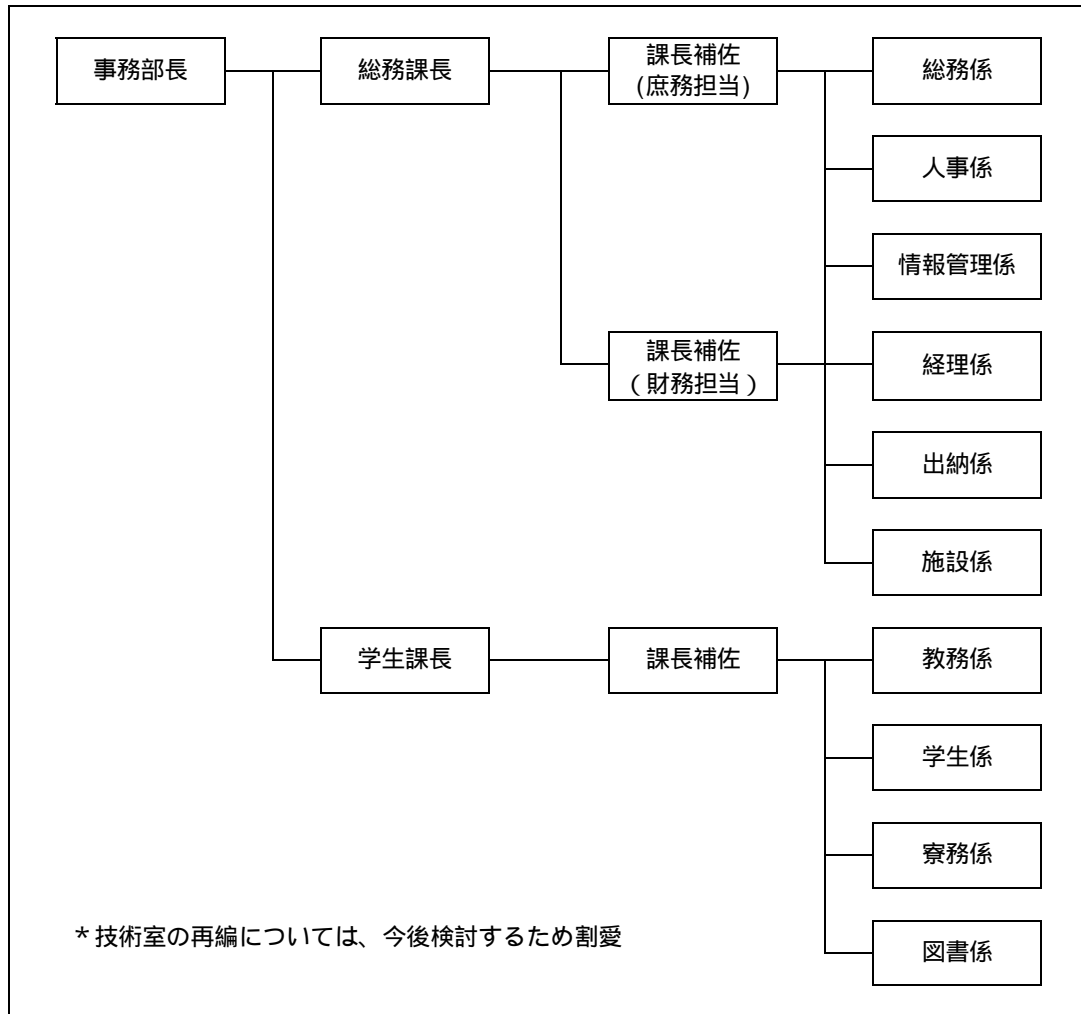 事務部長
総務課長
課長補佐
(庶務担当)
総務係
人事係
情報管理係
課長補佐
(財務担当)
経理係
出納係
施設係
学生課長
課長補佐
教務係
学生係
寮務係
*技術室の再編については、今後検討するため割愛
図書係